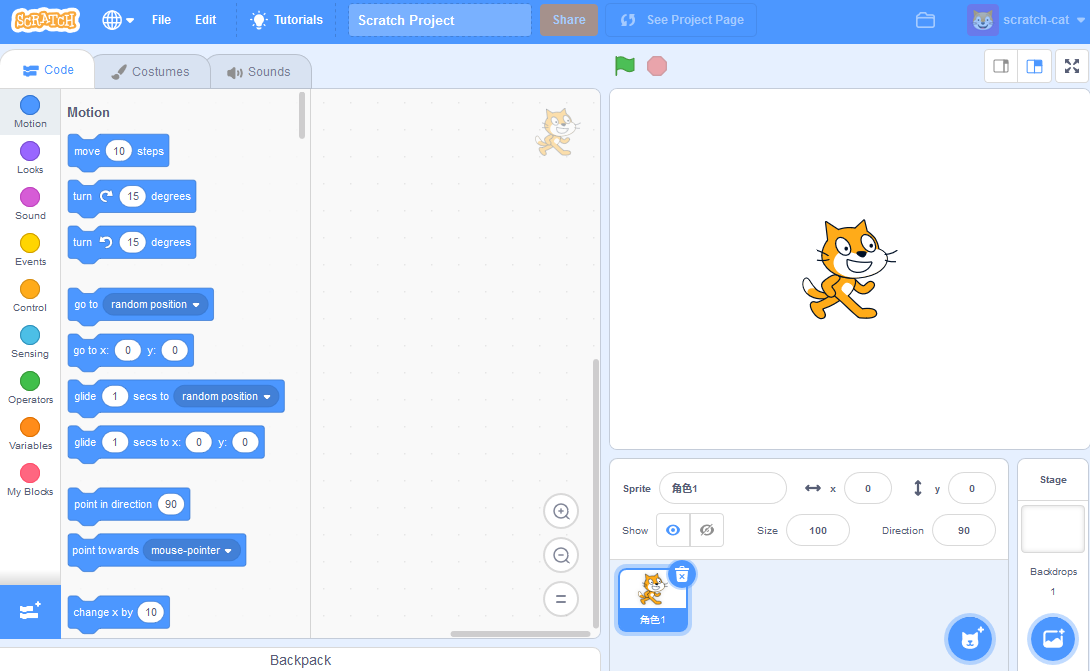 SCRATCH File Edit Tutorials Scratch Project Share See Project Page scratch-cat
Code Costumes Sounds
Motion
Looks
Sound
Events
Control
Sensing
Operators
Variables
My Blocks
Motion
move 10 steps
turn 15 degrees
turn 15 degrees
go to random position
go to x: 0 y: 0
glide 1 secs to random position
glide 1 secs to x: 0 y: 0
point in direction 90
point towards mouse-pointer
change x by 10
Backpack
Sprite 角色1 x 0 y 0
Show Size 100 Direction 90
角色1
Stage
Backdrops
1